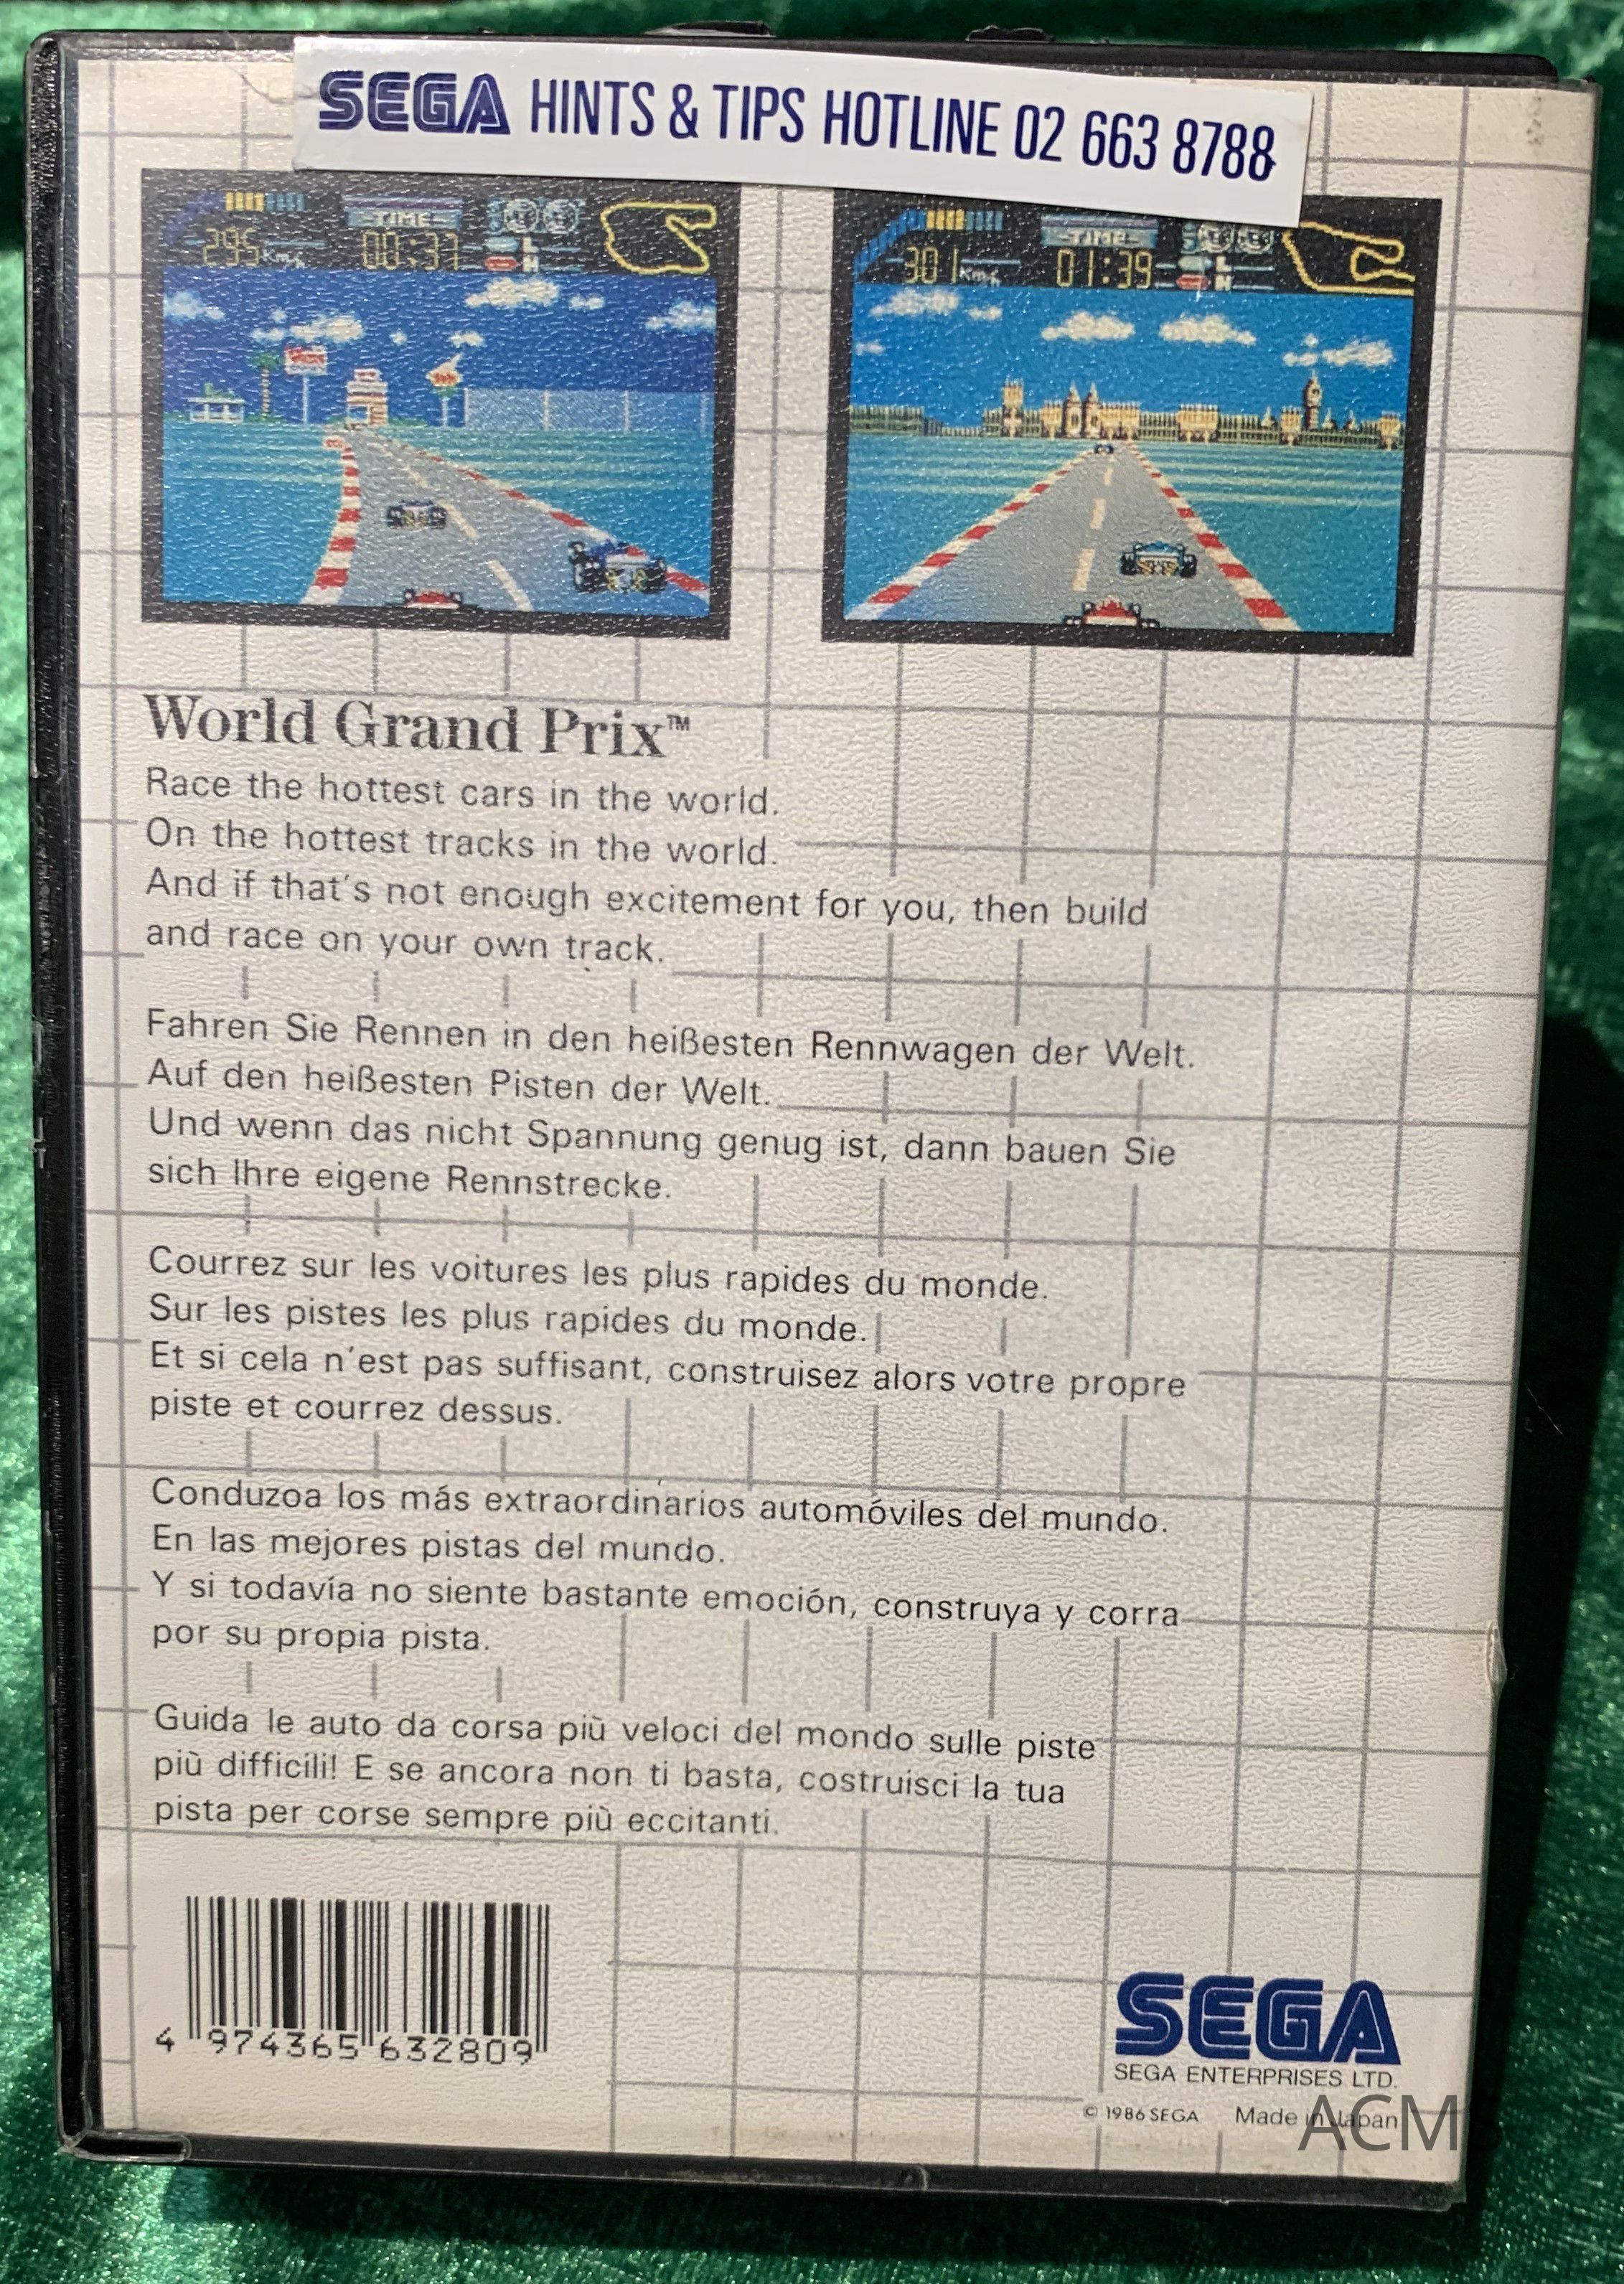 SEGA HINTS & TIPS HOTLINE 02 663 8788
TIME
295 Km/h 00:37
L
H
TIME
301 Km/h 01:39
L
H
World Grand Prix™
Race the hottest cars in the world.
On the hottest tracks in the world.
And if that's not enough excitement for you, then build
and race on your own track.
Fahren Sie Rennen in den heißesten Rennwagen der Welt.
Auf den heißesten Pisten der Welt.
Und wenn das nicht Spannung genug ist, dann bauen Sie
sich Ihre eigene Rennstrecke.
Courrez sur les voitures les plus rapides du monde.
Sur les pistes les plus rapides du monde.
Et si cela n'est pas suffisant, construisez alors votre propre
piste et courrez dessus.
Conduzoa los más extraordinarios automóviles del mundo.
En las mejores pistas del mundo.
Y si todavía no siente bastante emoción, construya y corra
por su propia pista.
Guida le auto da corsa più veloci del mondo sulle piste
più difficili! E se ancora non ti basta, costruisci la tua
pista per corse sempre più eccitanti.
4 974365 632809
SEGA
SEGA ENTERPRISES LTD.
© 1986 SEGA Made in Japan
ACM